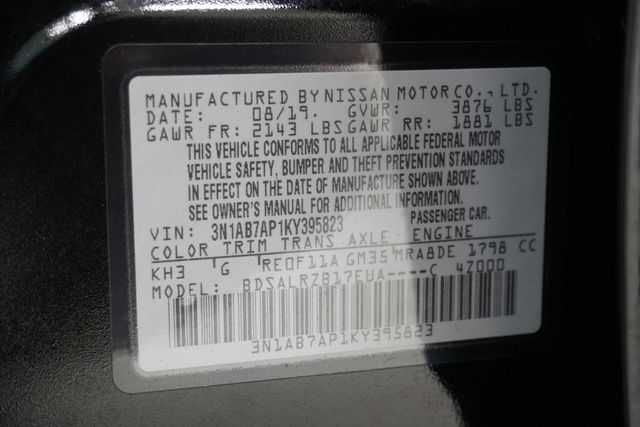 MANUFACTURED BY NISSAN MOTOR CO., LTD.
DATE: 08/19. GVWR: 3876 LBS
GAWR FR: 2143 LBS GAWR RR: 1881 LBS
THIS VEHICLE CONFORMS TO ALL APPLICABLE FEDERAL MOTOR
VEHICLE SAFETY, BUMPER AND THEFT PREVENTION STANDARDS
IN EFFECT ON THE DATE OF MANUFACTURE SHOWN ABOVE.
SEE OWNER'S MANUAL FOR ADDITIONAL INFORMATION.
VIN: 3N1AB7AP1KY395823 PASSENGER CAR.
COLOR TRIM TRANS AXLE ENGINE
KH3 G RE0F11A GM35 MRA8DE 1798 CC
MODEL: BDSALRZB17EUA----C 4Z000
3N1AB7AP1KY395823